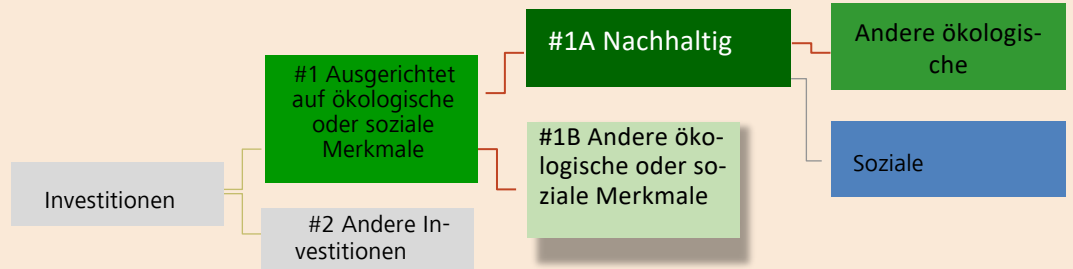 #1A Nachhaltig
Andere ökologis-
che
#1 Ausgerichtet
auf ökologische
oder soziale
Merkmale
#1B Andere öko-
logische oder so-
ziale Merkmale
Soziale
Investitionen
#2 Andere In-
vestitionen